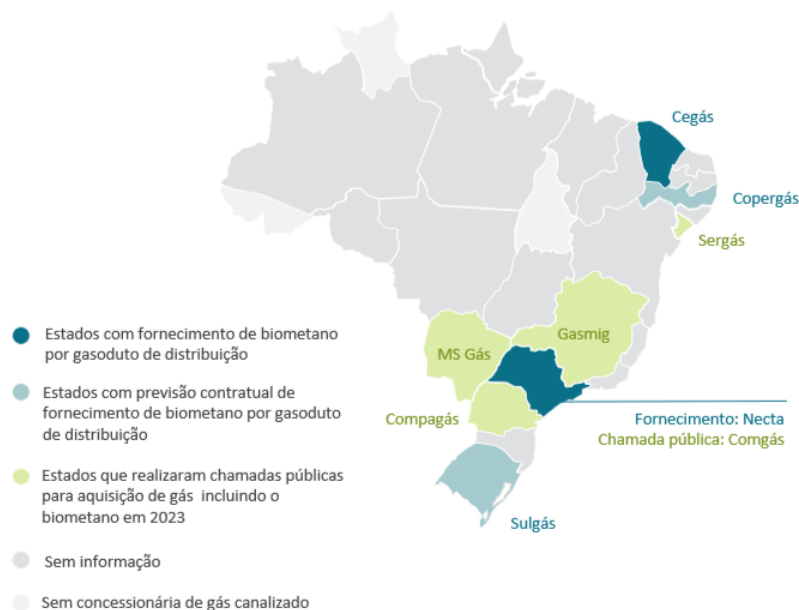 Cegás
Copergás
Sergás
Gasmig
MS Gás
Compagás
Fornecimento: Necta
Chamada pública: Comgás
Sulgás
Estados com fornecimento de biometano
por gasoduto de distribuição
Estados com previsão contratual de
fornecimento de biometano por gasoduto
de distribuição
Estados que realizaram chamadas públicas
para aquisição de gás incluindo o
biometano em 2023
Sem informação
Sem concessionária de gás canalizado